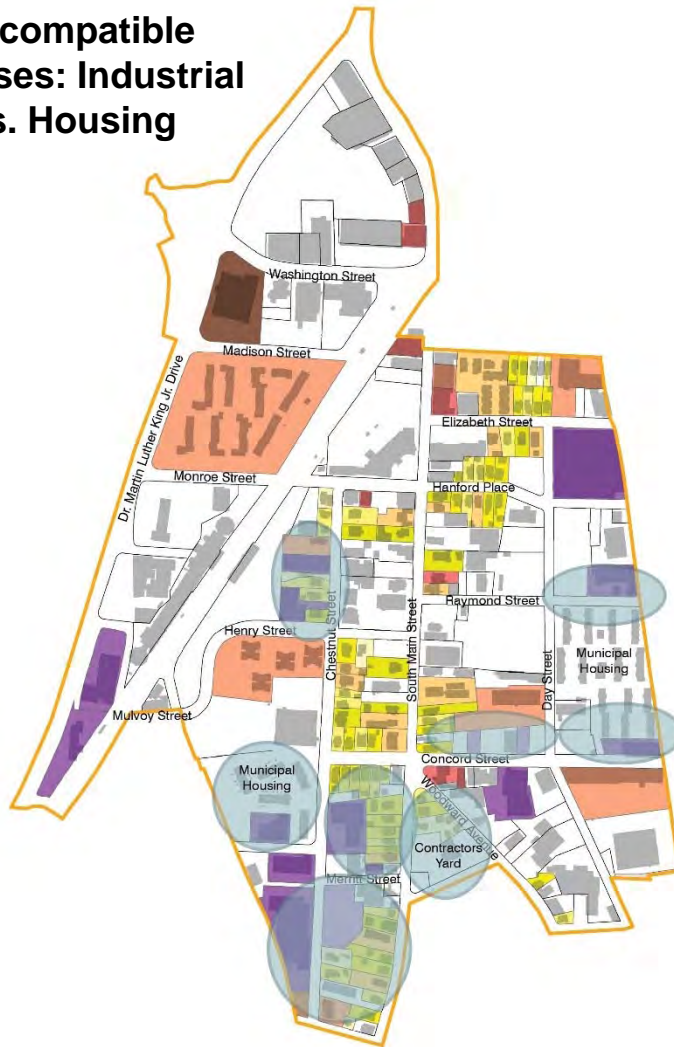 compatible
ses: Industrial
s. Housing
Washington Street
Madison Street
Dr. Martin Luther King Jr. Drive
Elizabeth Street
Monroe Street
Hanford Place
Chestnut Street
South Main Street
Raymond Street
Henry Street
Day Street
Municipal
Housing
Mulvoy Street
Concord Street
Municipal
Housing
Woodward Avenue
Contractors
Yard
Merritt Street